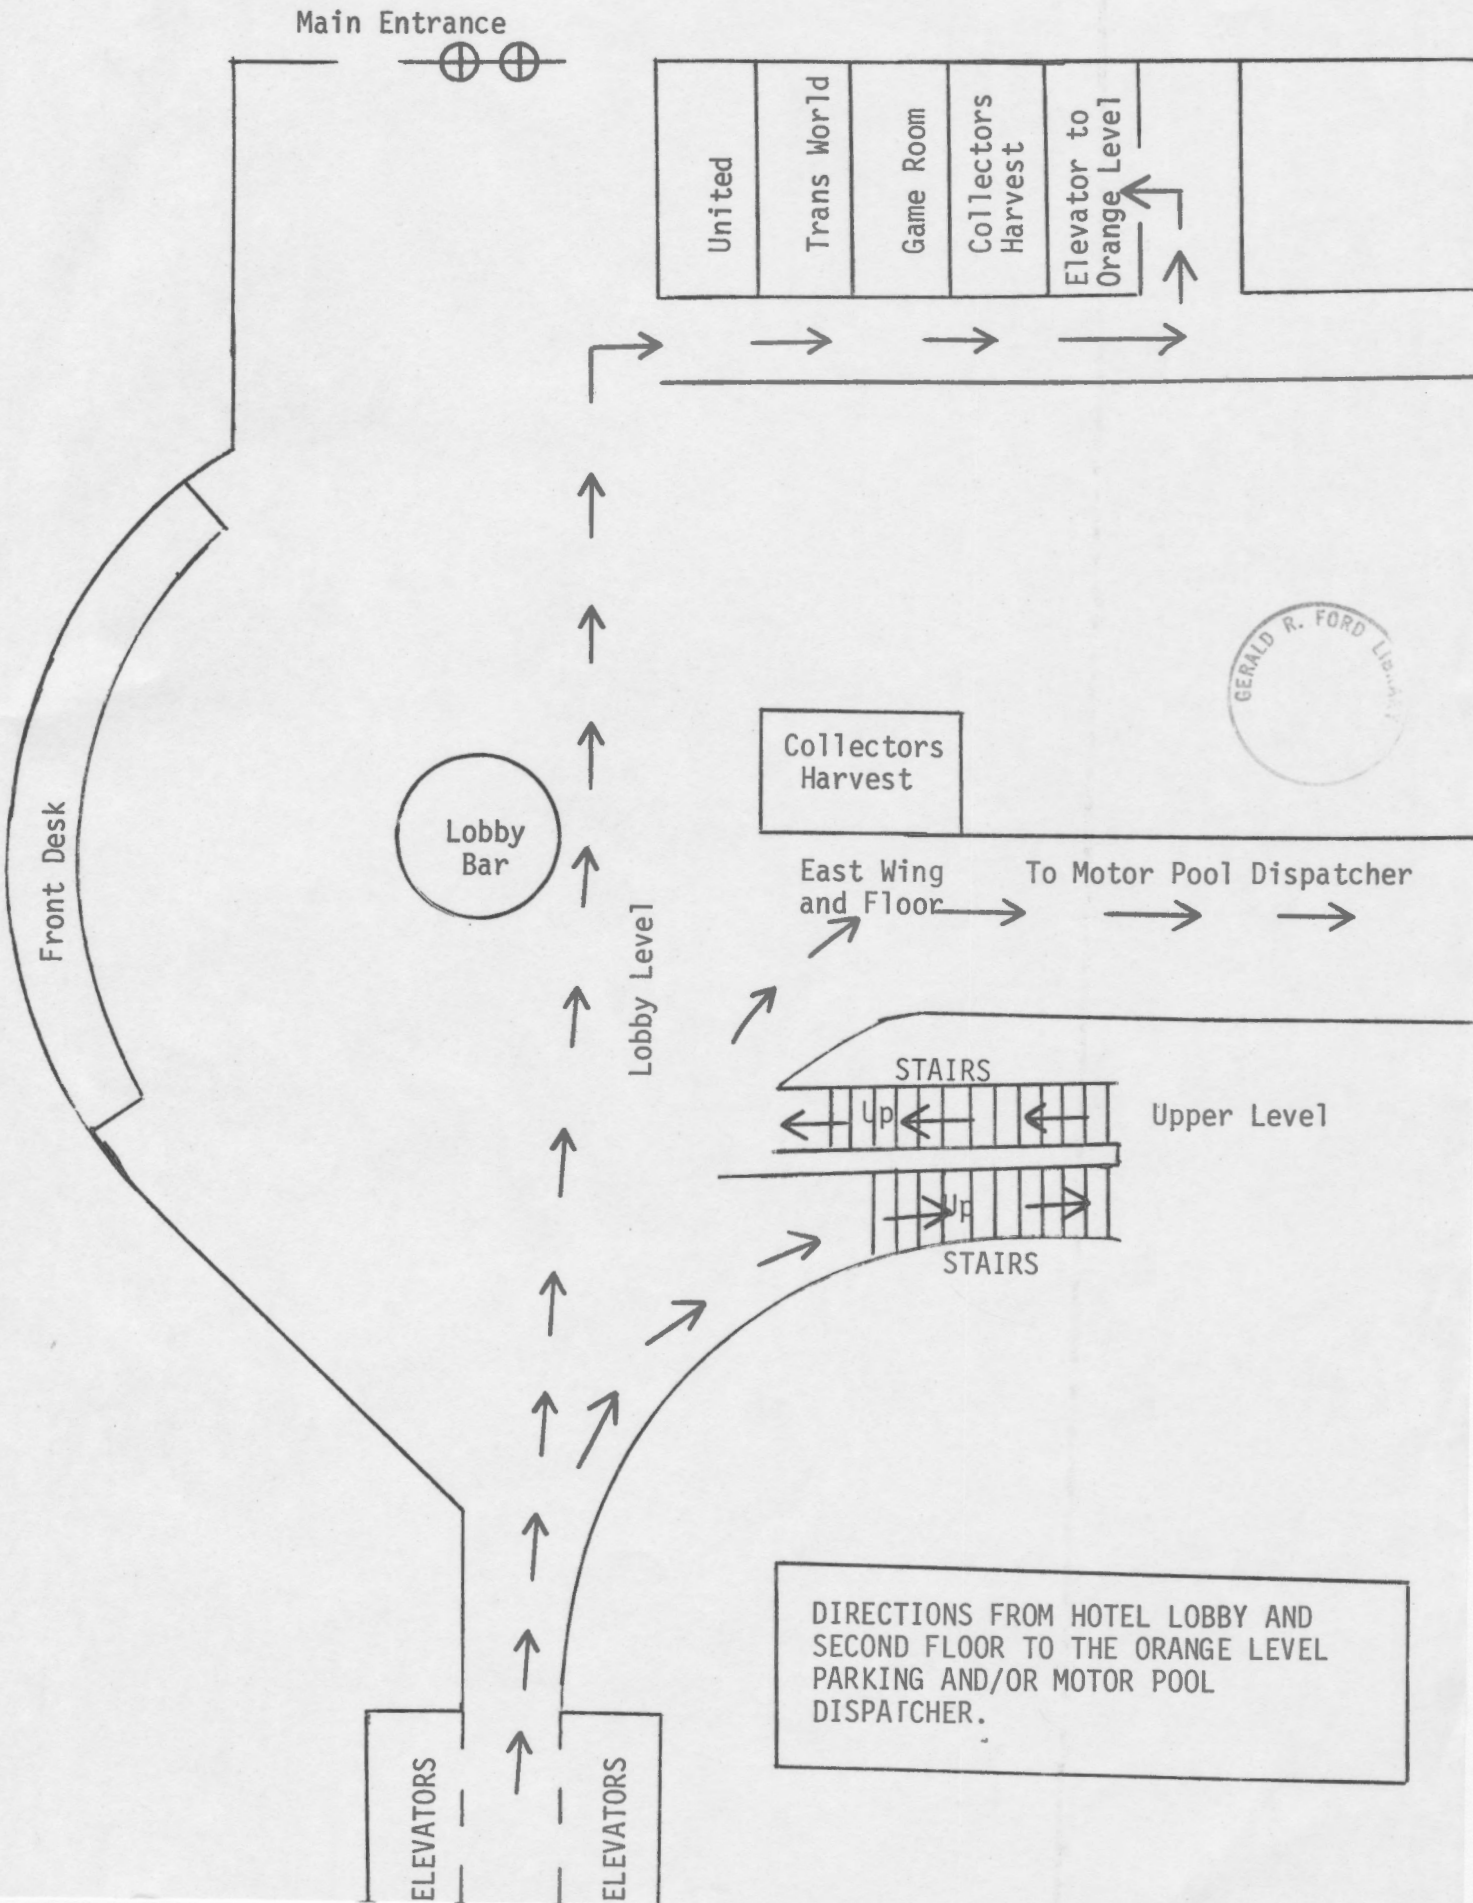 Main Entrance
United
Trans World
Game Room
Collectors
Harvest
Elevator to
Orange Level
GERALD R. FORD LIBRARY
Collectors
Harvest
Lobby
Bar
Front Desk
East Wing
and Floor
To Motor Pool Dispatcher
Lobby Level
STAIRS
Up
Upper Level
Up
STAIRS
DIRECTIONS FROM HOTEL LOBBY AND
SECOND FLOOR TO THE ORANGE LEVEL
PARKING AND/OR MOTOR POOL
DISPATCHER.
ELEVATORS
ELEVATORS